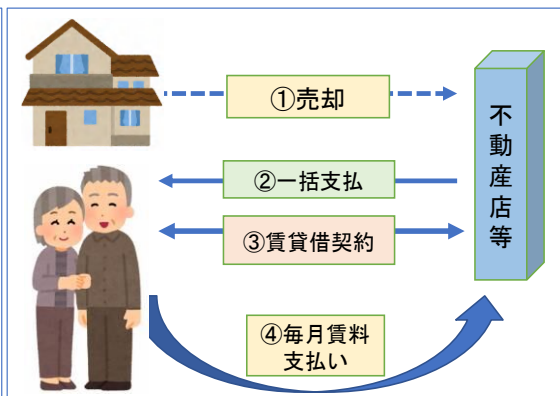 ①売却
②一括支払
③賃貸借契約
④毎月賃料
支払い
不動産店等